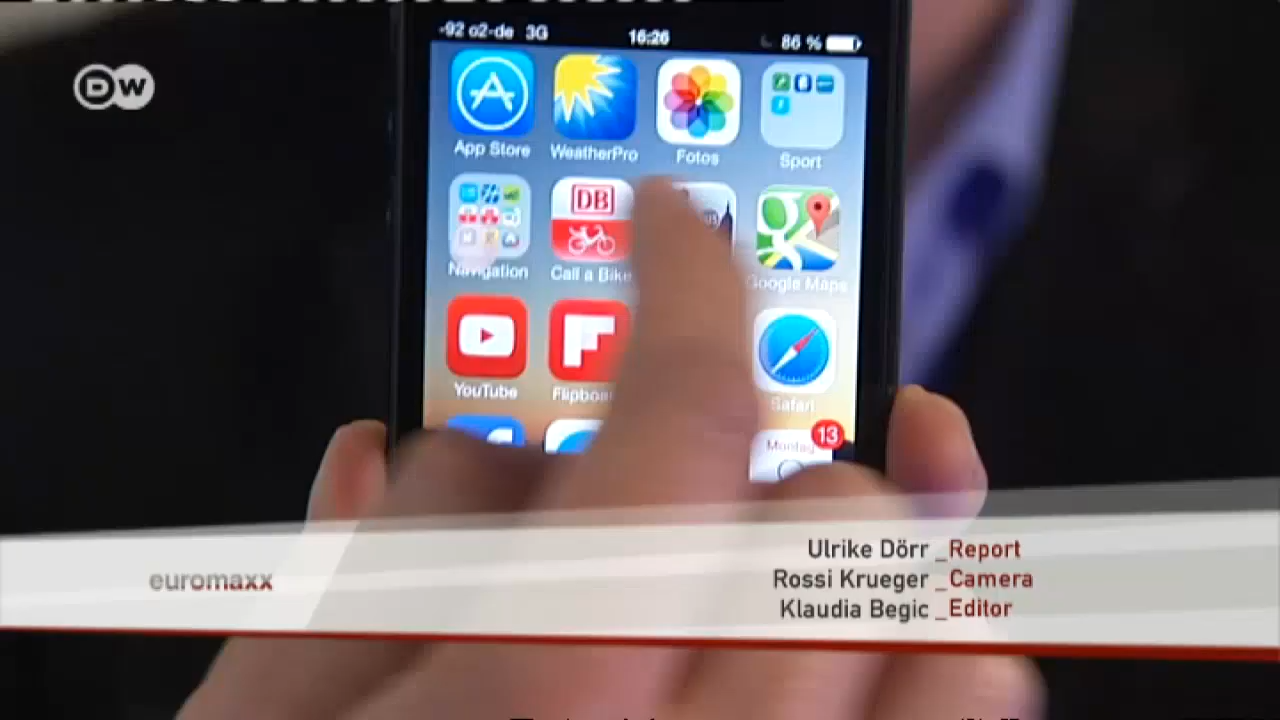 -92 o2-de 3G 16:26 86 %
DW
App Store WeatherPro Fotos Sport
DB
Navigation Call a Bike Google Maps
YouTube Safari
Montag 13
euromaxx
Ulrike Dörr _Report
Rossi Krueger _Camera
Klaudia Begic _Editor